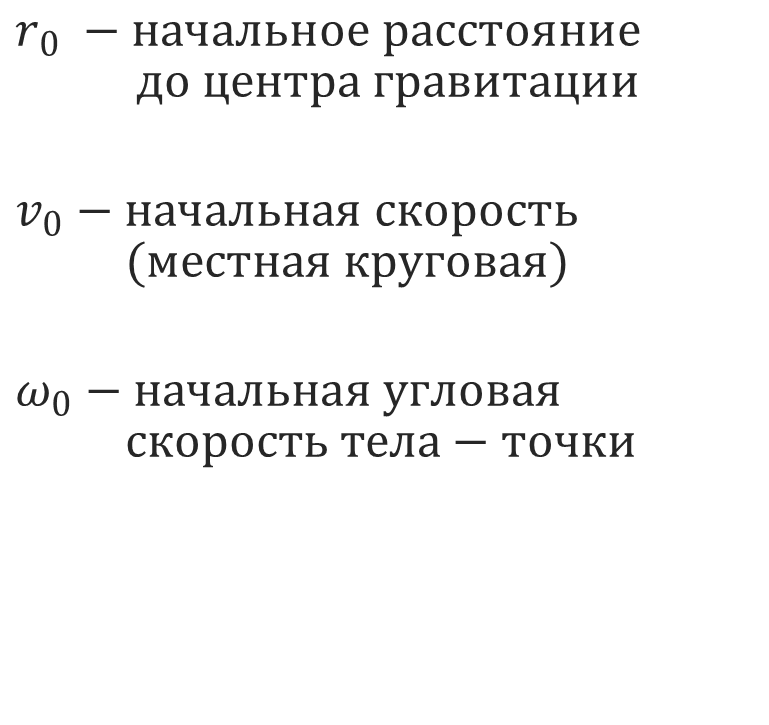 r₀ − начальное расстояние
до центра гравитации
v₀ − начальная скорость
(местная круговая)
ω₀ − начальная угловая
скорость тела − точки